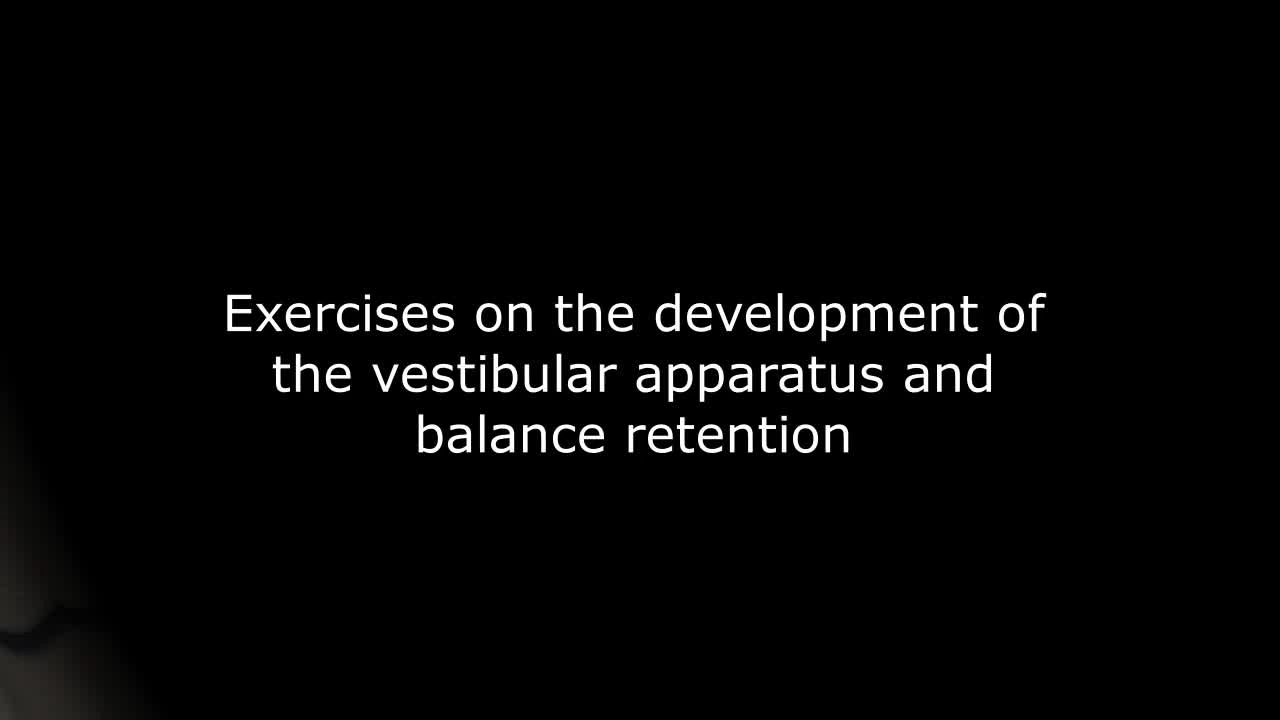 Exercises on the development of
the vestibular apparatus and
balance retention